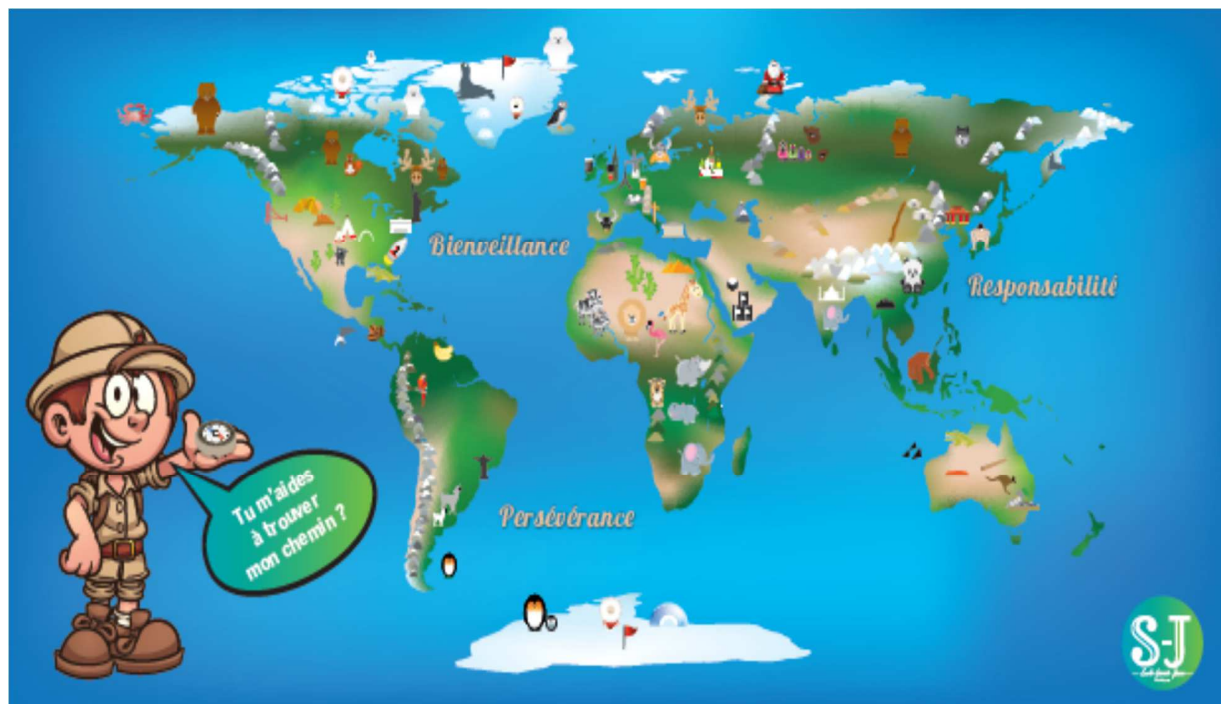 Bienveillance
Responsabilité
Persévérance
Tu m'aides
à trouver
mon chemin ?
S-J